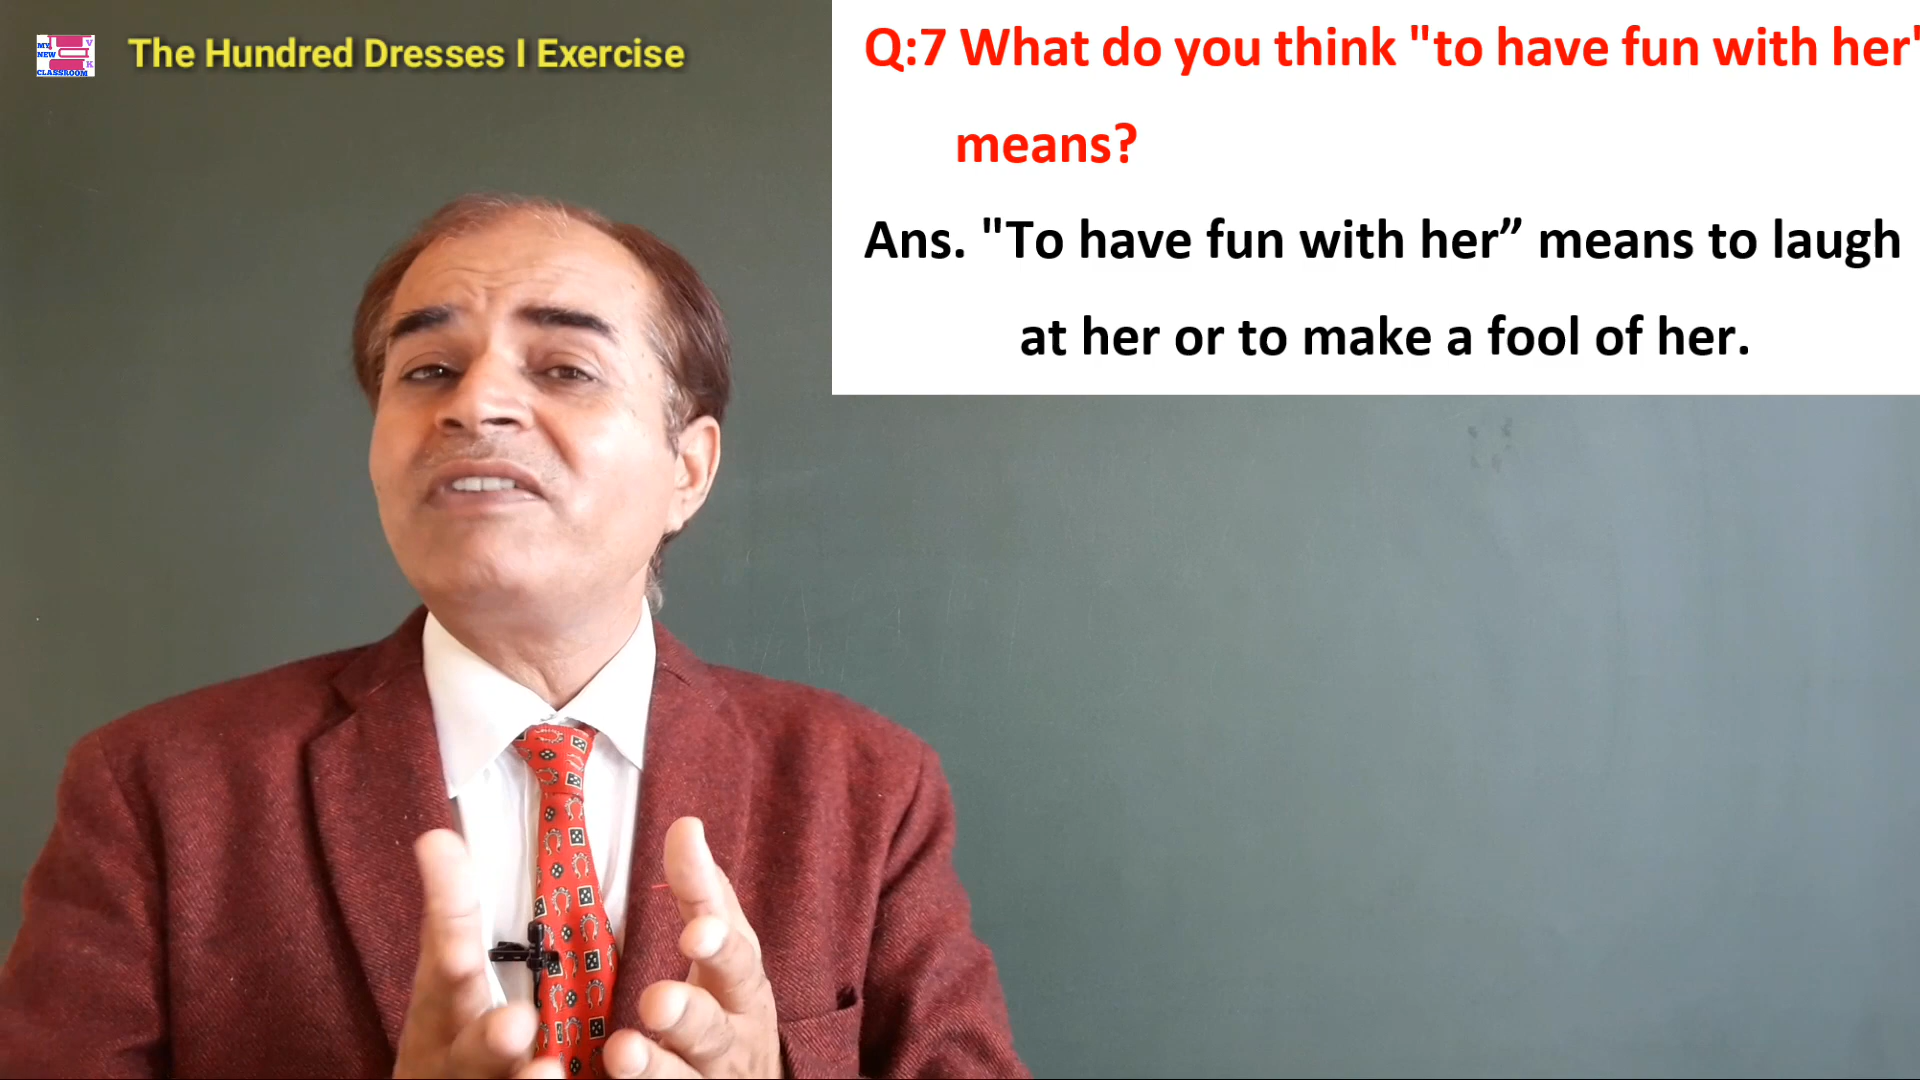 MY
NEW
CLASSROOM
V
K
The Hundred Dresses I Exercise
Q:7 What do you think "to have fun with her"
means?
Ans. "To have fun with her” means to laugh
at her or to make a fool of her.